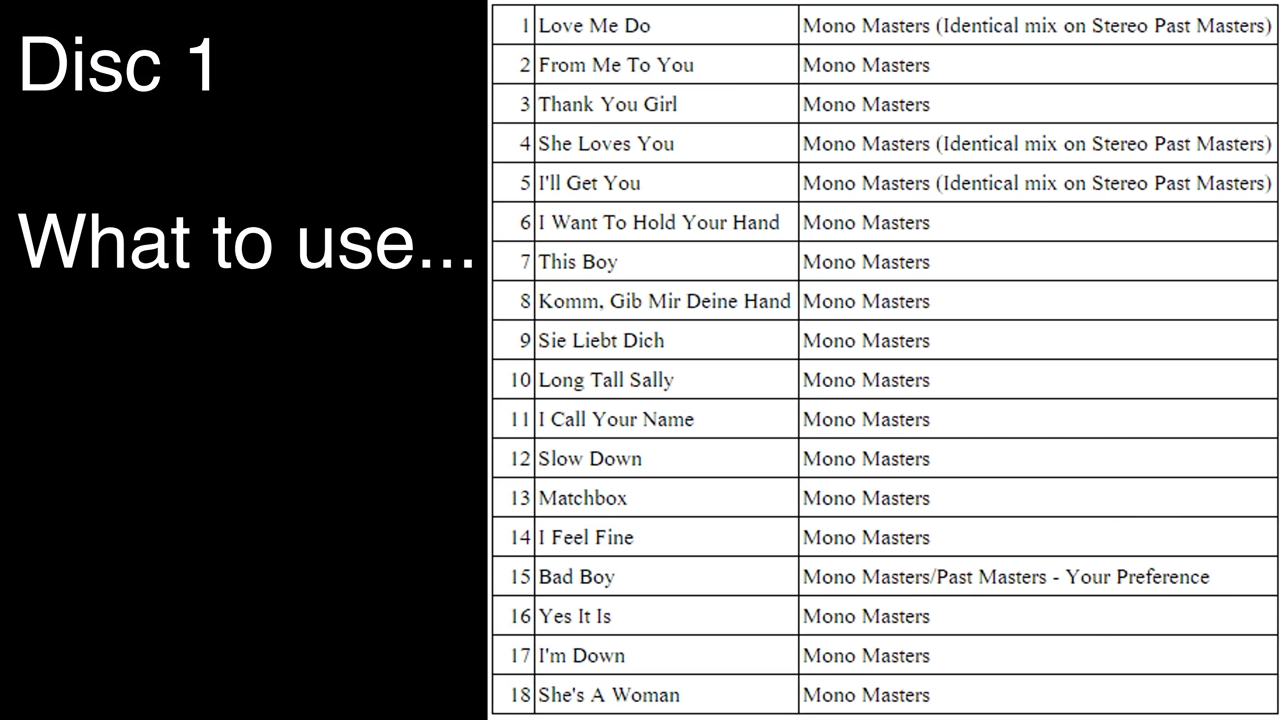 Disc 1
What to use...
1 Love Me Do Mono Masters (Identical mix on Stereo Past Masters)
2 From Me To You Mono Masters
3 Thank You Girl Mono Masters
4 She Loves You Mono Masters (Identical mix on Stereo Past Masters)
5 I'll Get You Mono Masters (Identical mix on Stereo Past Masters)
6 I Want To Hold Your Hand Mono Masters
7 This Boy Mono Masters
8 Komm, Gib Mir Deine Hand Mono Masters
9 Sie Liebt Dich Mono Masters
10 Long Tall Sally Mono Masters
11 I Call Your Name Mono Masters
12 Slow Down Mono Masters
13 Matchbox Mono Masters
14 I Feel Fine Mono Masters
15 Bad Boy Mono Masters/Past Masters - Your Preference
16 Yes It Is Mono Masters
17 I'm Down Mono Masters
18 She's A Woman Mono Masters